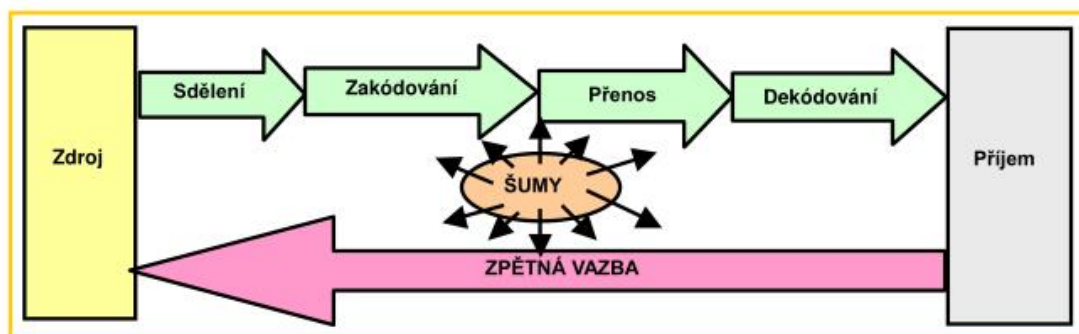 Zdroj
Sdělení
Zakódování
Přenos
Dekódování
Příjem
ŠUMY
ZPĚTNÁ VAZBA